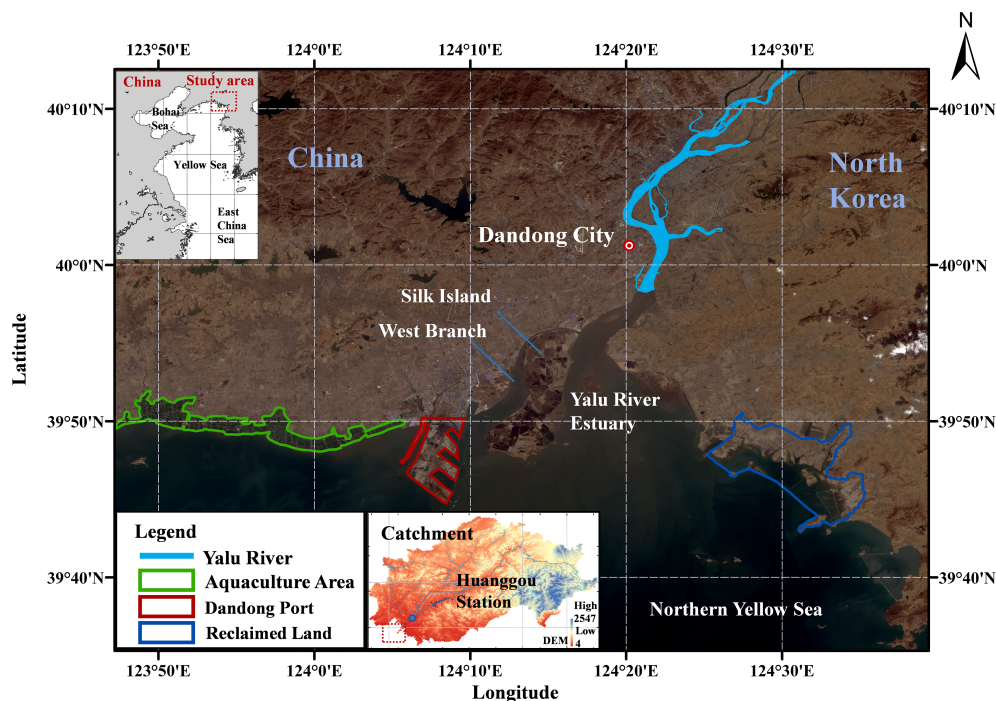 N
123°50'E 124°0'E 124°10'E 124°20'E 124°30'E
China Study area
Bohai
Sea
Yellow Sea
East
China
Sea
40°10'N 40°10'N
China
North
Korea
Dandong City
40°0'N 40°0'N
Silk Island
West Branch
Latitude
Yalu River
Estuary
39°50'N 39°50'N
Legend
Yalu River
Aquaculture Area
Dandong Port
Reclaimed Land
Catchment
Huanggou
Station
High
2547
Low
DEM 4
39°40'N 39°40'N
Northern Yellow Sea
123°50'E 124°0'E 124°10'E 124°20'E 124°30'E
Longitude